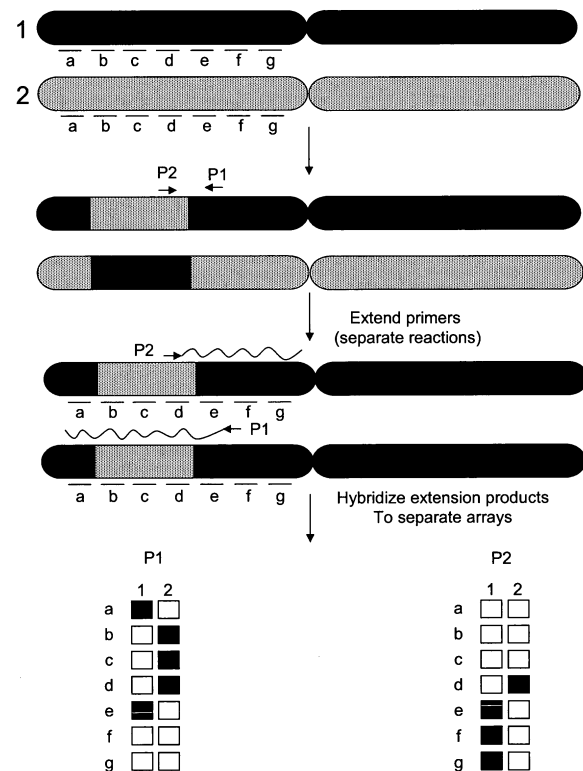 1
a b c d e f g
2
a b c d e f g
P2 P1
Extend primers
(separate reactions)
P2
a b c d e f g
P1
a b c d e f g
Hybridize extension products
To separate arrays
P1 P2
1 2 1 2
a a
b b
c c
d d
e e
f f
g g